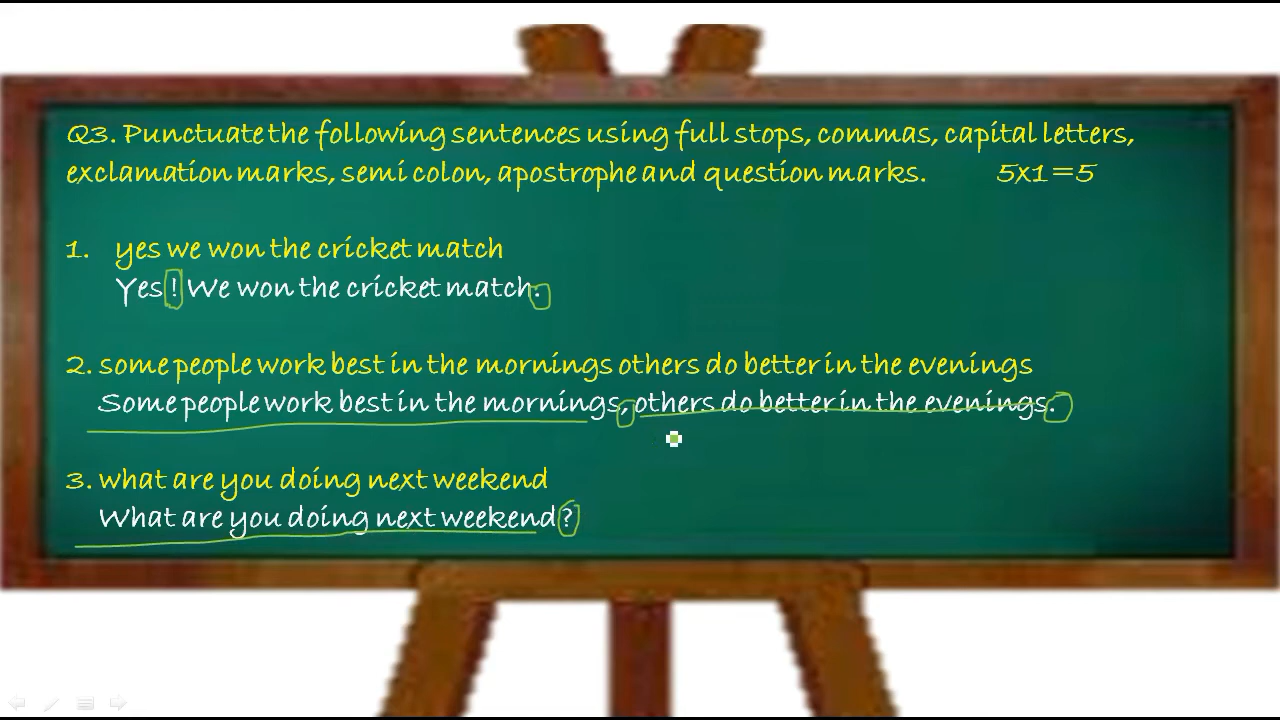 Q3. Punctuate the following sentences using full stops, commas, capital letters,
exclamation marks, semi colon, apostrophe and question marks. 5x1=5
1. yes we won the cricket match
Yes ! We won the cricket match.
2. some people work best in the mornings others do better in the evenings
Some people work best in the mornings, others do better in the evenings.
3. what are you doing next weekend
What are you doing next weekend?